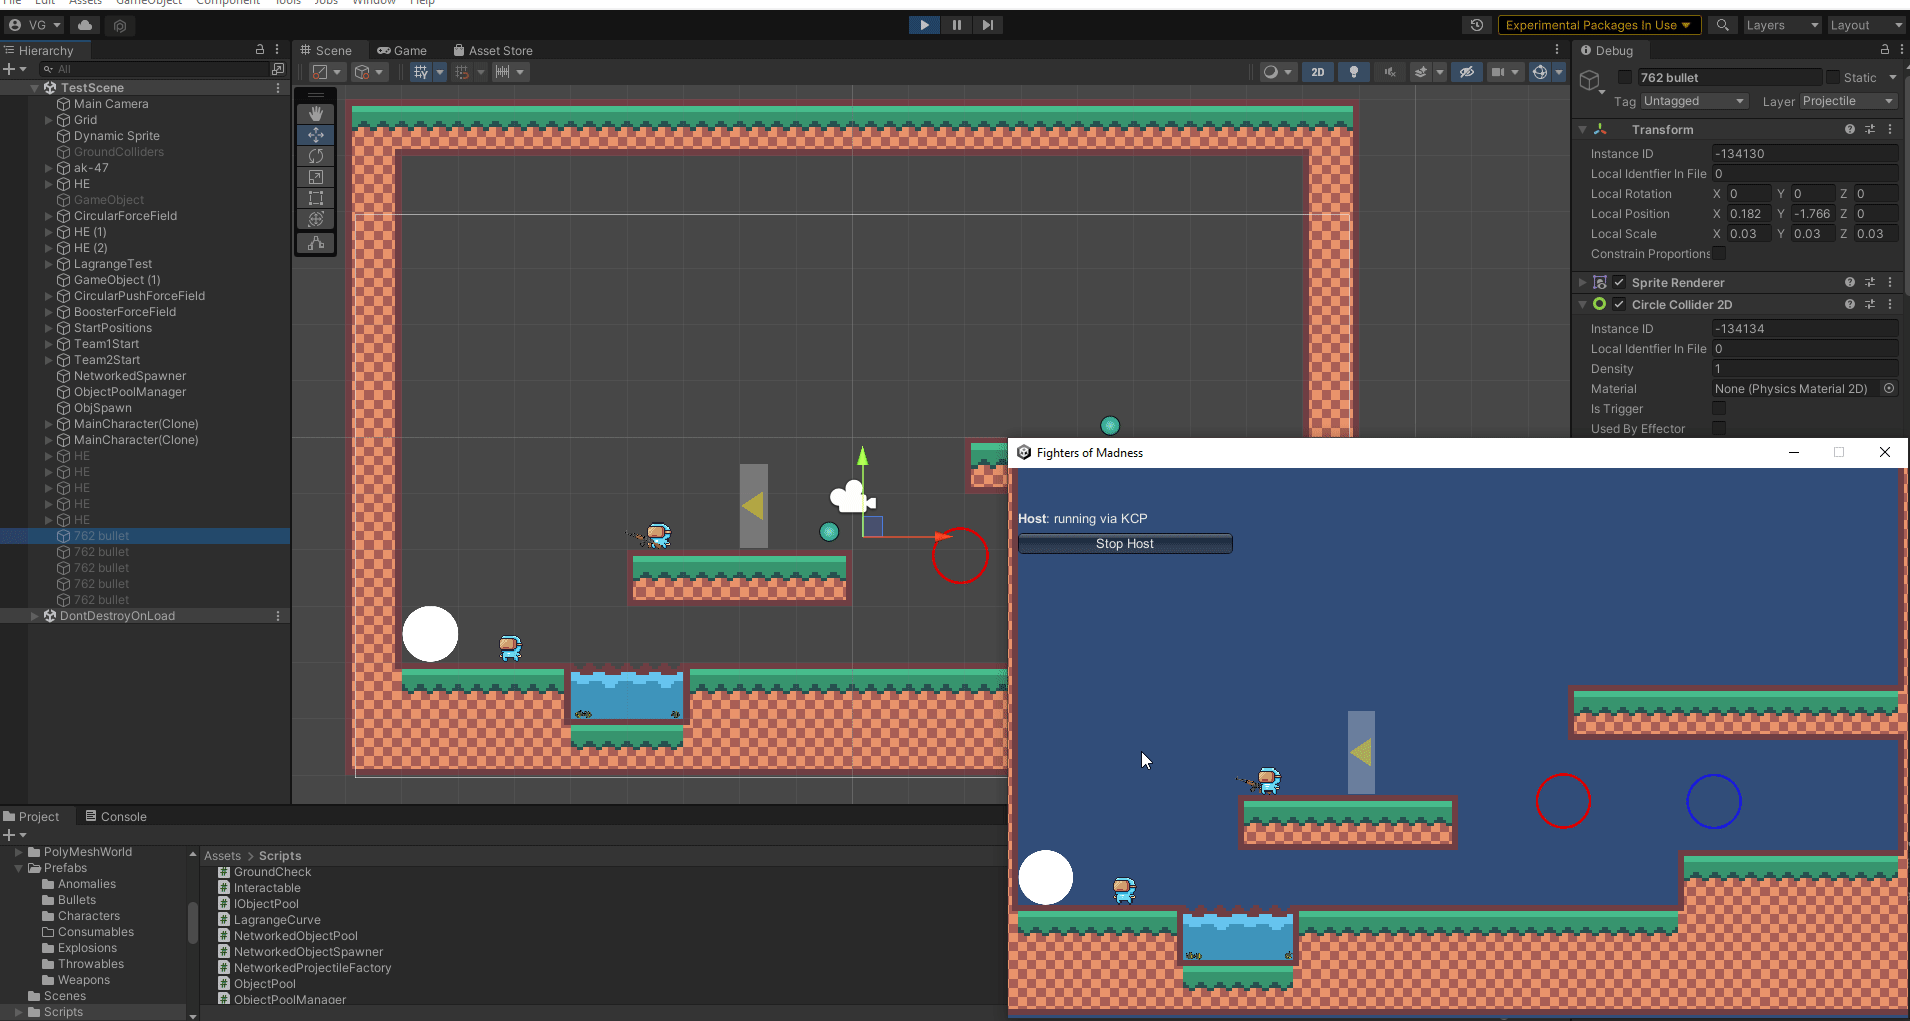 File Edit Assets GameObject Component Tools Jobs Window Help
VG
Experimental Packages In Use
Layers
Layout
Hierarchy
All
TestScene
Main Camera
Grid
Dynamic Sprite
GroundColliders
ak-47
HE
GameObject
CircularForceField
HE (1)
HE (2)
LagrangeTest
GameObject (1)
CircularPushForceField
BoosterForceField
StartPositions
Team1Start
Team2Start
NetworkedSpawner
ObjectPoolManager
ObjSpawn
MainCharacter(Clone)
MainCharacter(Clone)
HE
HE
HE
HE
HE
762 bullet
762 bullet
762 bullet
762 bullet
762 bullet
DontDestroyOnLoad
Scene
Game
Asset Store
2D
Debug
762 bullet
Static
Tag Untagged
Layer Projectile
Transform
Instance ID -134130
Local Identfier In File 0
Local Rotation X 0 Y 0 Z 0
Local Position X 0.182 Y -1.766 Z 0
Local Scale X 0.03 Y 0.03 Z 0.03
Constrain Proportions
Sprite Renderer
Circle Collider 2D
Instance ID -134134
Local Identfier In File 0
Density 1
Material None (Physics Material 2D)
Is Trigger
Used By Effector
Fighters of Madness
Host: running via KCP
Stop Host
Project
Console
PolyMeshWorld
Prefabs
Anomalies
Bullets
Characters
Consumables
Explosions
Throwables
Weapons
Scenes
Scripts
Assets > Scripts
GroundCheck
Interactable
IObjectPool
LagrangeCurve
NetworkedObjectPool
NetworkedObjectSpawner
NetworkedProjectileFactory
ObjectPool
ObjectPoolManager